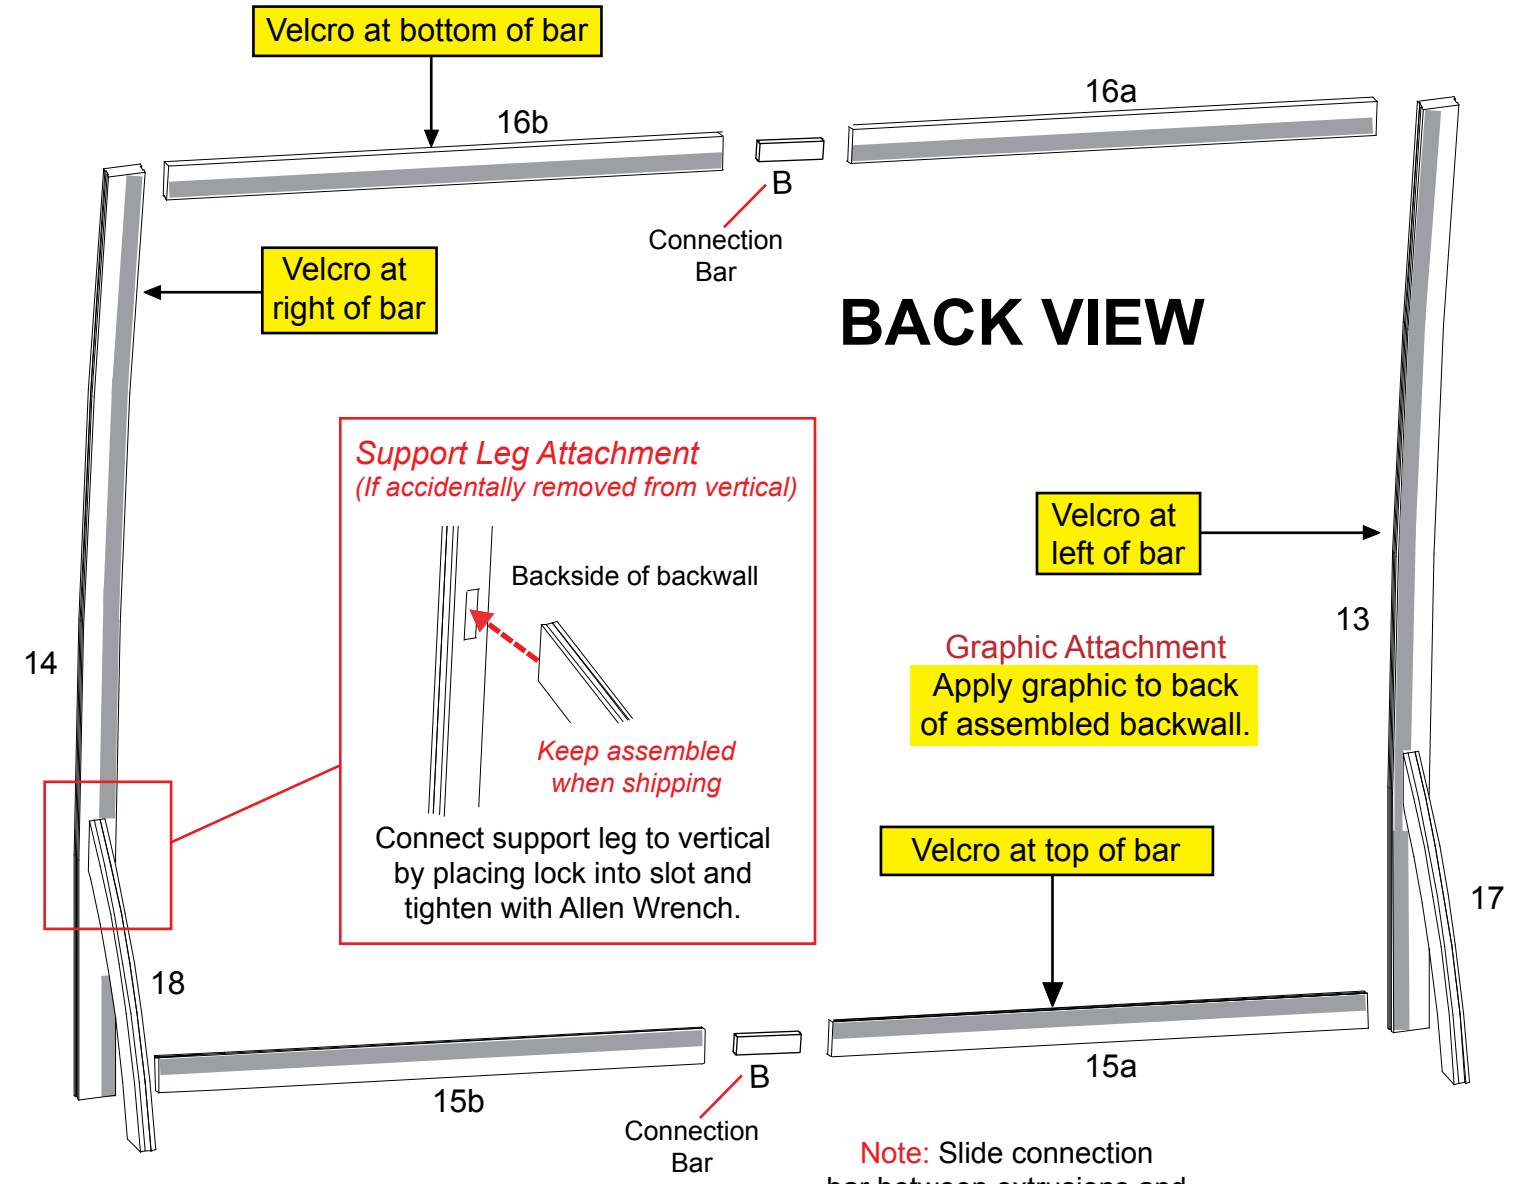 Velcro at bottom of bar
16b
16a
B
Connection
Bar
Velcro at
right of bar
BACK VIEW
Support Leg Attachment
(If accidentally removed from vertical)
Backside of backwall
Keep assembled
when shipping
Connect support leg to vertical
by placing lock into slot and
tighten with Allen Wrench.
Velcro at
left of bar
13
14
Graphic Attachment
Apply graphic to back
of assembled backwall.
Velcro at top of bar
17
18
15b
B
15a
Connection
Bar
Note: Slide connection
bar between extrusions and